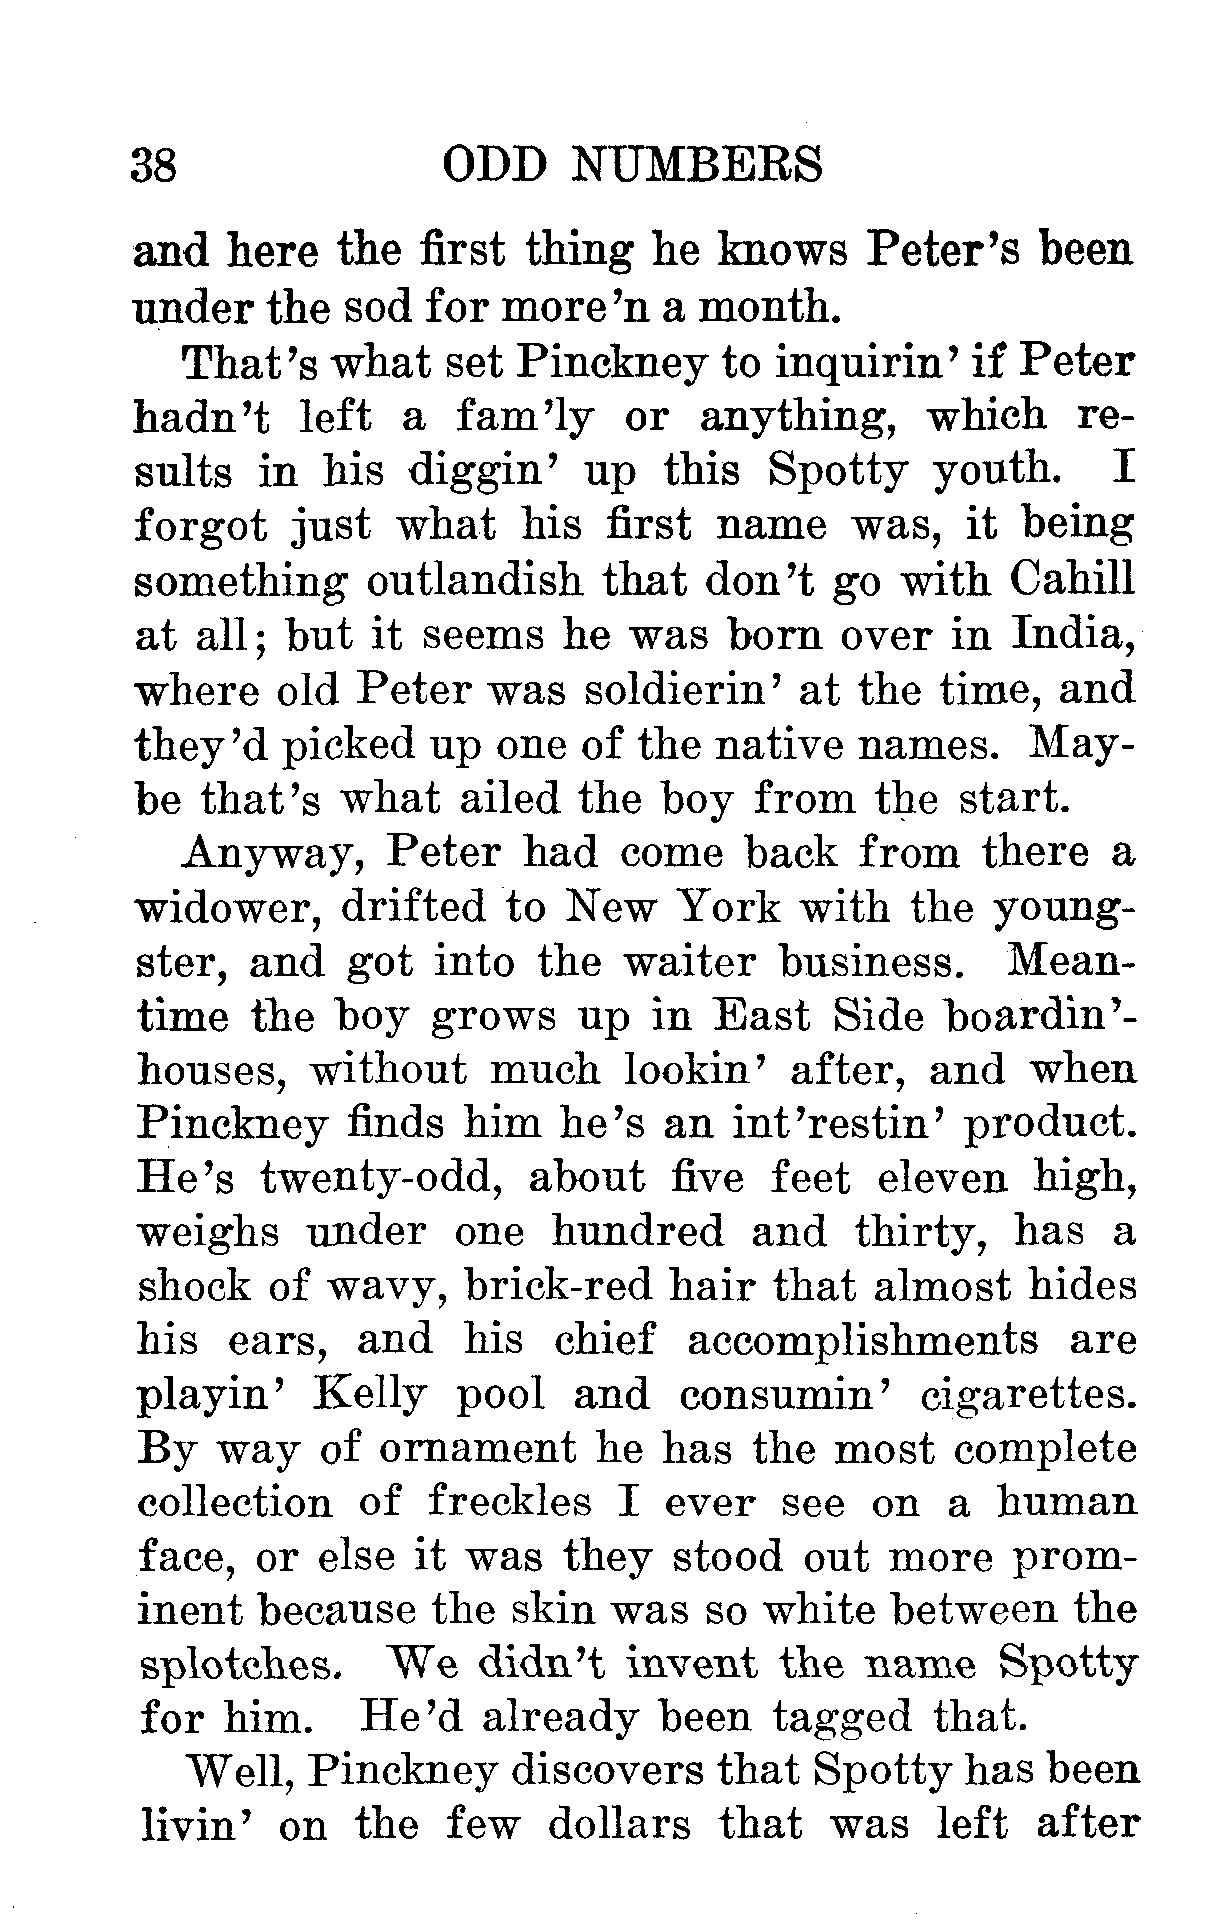 38 ODD NUMBERS
and here the first thing he knows Peter's been
under the sod for more'n a month.
That's what set Pinckney to inquirin' if Peter
hadn't left a fam'ly or anything, which re-
sults in his diggin' up this Spotty youth. I
forgot just what his first name was, it being
something outlandish that don't go with Cahill
at all; but it seems he was born over in India,
where old Peter was soldierin' at the time, and
they'd picked up one of the native names. May-
be that's what ailed the boy from the start.
Anyway, Peter had come back from there a
widower, drifted to New York with the young-
ster, and got into the waiter business. Mean-
time the boy grows up in East Side boardin'-
houses, without much lookin' after, and when
Pinckney finds him he's an int'restin' product.
He's twenty-odd, about five feet eleven high,
weighs under one hundred and thirty, has a
shock of wavy, brick-red hair that almost hides
his ears, and his chief accomplishments are
playin' Kelly pool and consumin' cigarettes.
By way of ornament he has the most complete
collection of freckles I ever see on a human
face, or else it was they stood out more prom-
inent because the skin was so white between the
splotches. We didn't invent the name Spotty
for him. He'd already been tagged that.
Well, Pinckney discovers that Spotty has been
livin' on the few dollars that was left after